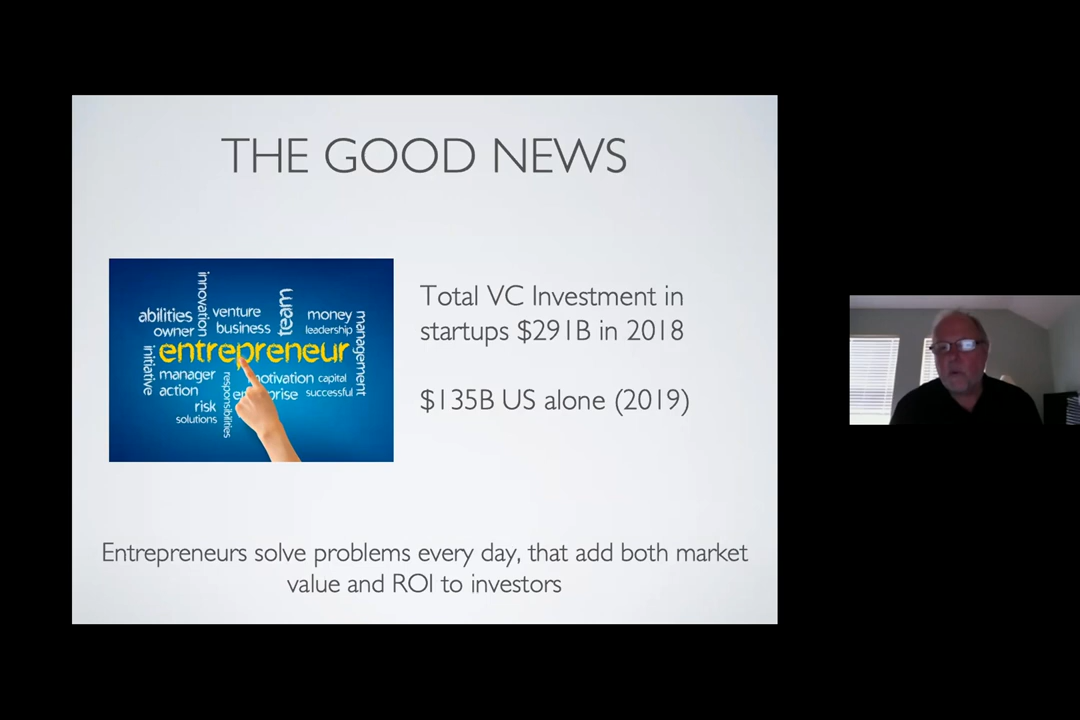 THE GOOD NEWS
innovation
abilities
venture
team
money
management
owner
business
leadership
initiative
entrepreneur
manager
responsibilities
motivation
capital
action
enterprise
successful
risk
solutions
Total VC Investment in
startups $291B in 2018
$135B US alone (2019)
Entrepreneurs solve problems every day, that add both market
value and ROI to investors